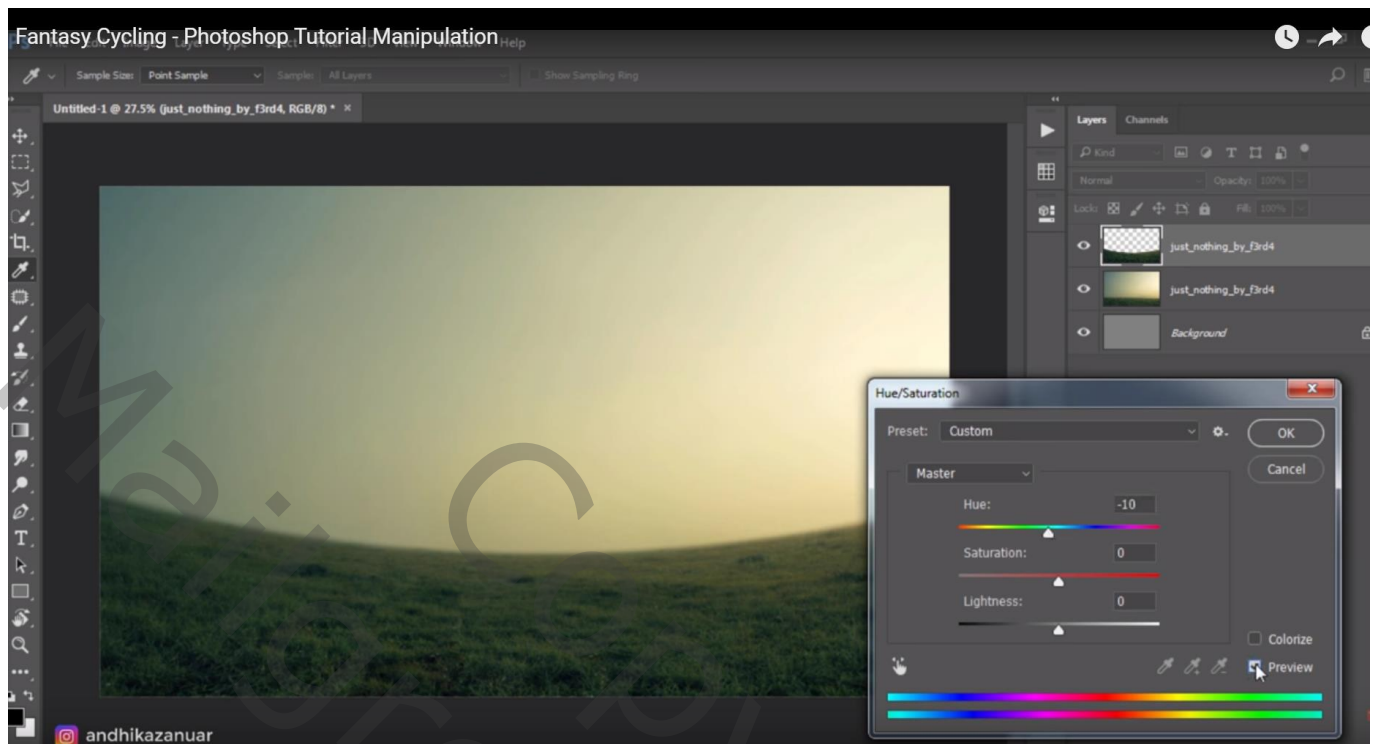 Fantasy Cycling - Photoshop Tutorial Manipulation
Help
Sample Size: Point Sample Sample: All Layers Show Sampling Ring
Untitled-1 @ 27.5% (just_nothing_by_f3rd4, RGB/8) * ×
Layers Channels
Kind
Normal Opacity: 100%
Lock: Fill: 100%
just_nothing_by_f3rd4
just_nothing_by_f3rd4
Background
Hue/Saturation
Preset: Custom
OK
Master
Cancel
Hue: -10
Saturation: 0
Lightness: 0
Colorize
Preview
andhikazanuar